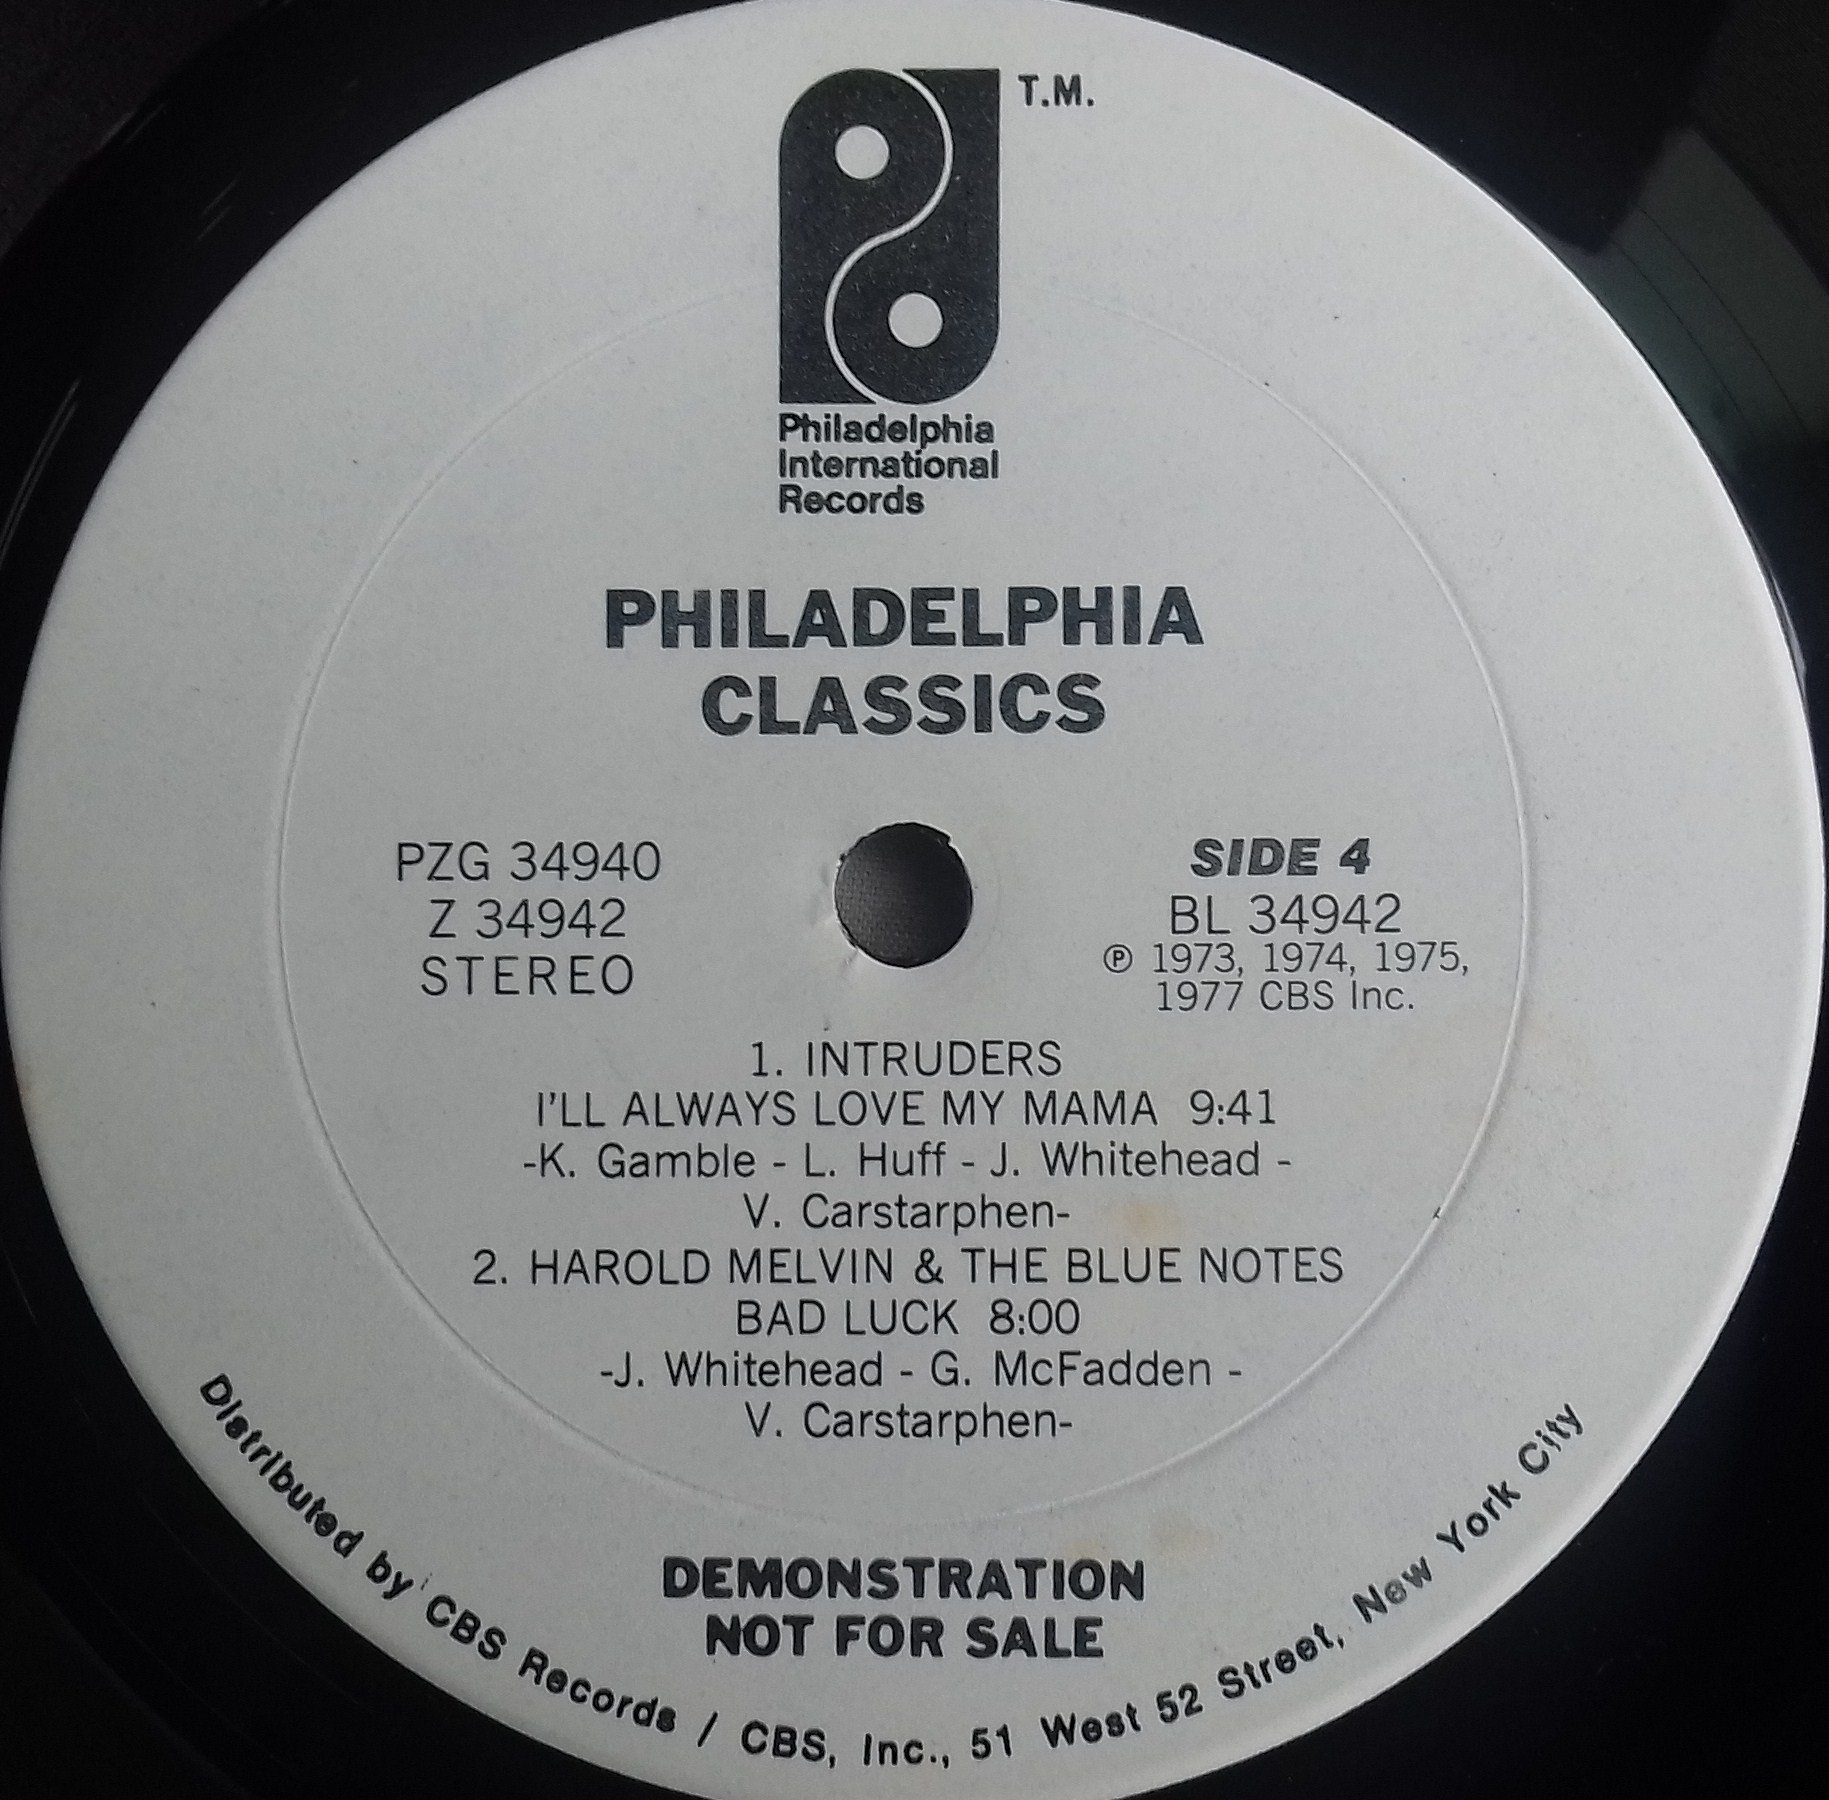 T.M.
Philadelphia
International
Records
PHILADELPHIA
CLASSICS
PZG 34940
Z 34942
STEREO
SIDE 4
BL 34942
℗ 1973, 1974, 1975,
1977 CBS Inc.
1. INTRUDERS
I'LL ALWAYS LOVE MY MAMA 9:41
-K. Gamble - L. Huff - J. Whitehead -
V. Carstarphen-
2. HAROLD MELVIN & THE BLUE NOTES
BAD LUCK 8:00
-J. Whitehead - G. McFadden -
V. Carstarphen-
DEMONSTRATION
NOT FOR SALE
Distributed by CBS Records / CBS, Inc., 51 West 52 Street, New York City